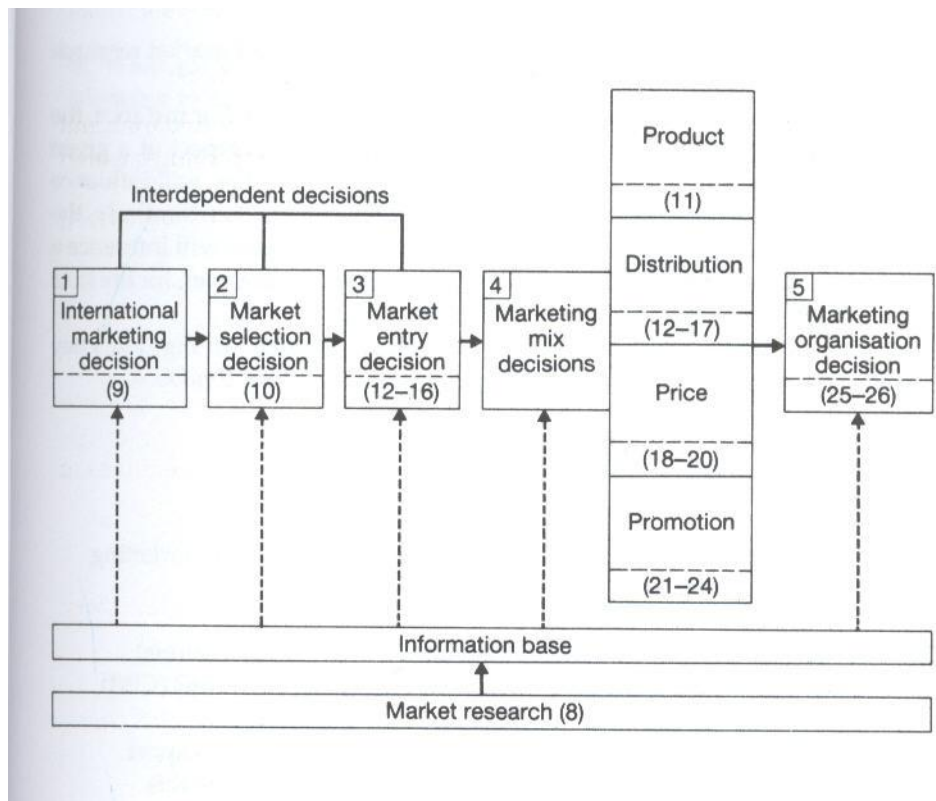 Interdependent decisions
1
International
marketing
decision
(9)
2
Market
selection
decision
(10)
3
Market
entry
decision
(12–16)
4
Marketing
mix
decisions
Product
(11)
Distribution
(12–17)
Price
(18–20)
Promotion
(21–24)
5
Marketing
organisation
decision
(25–26)
Information base
Market research (8)